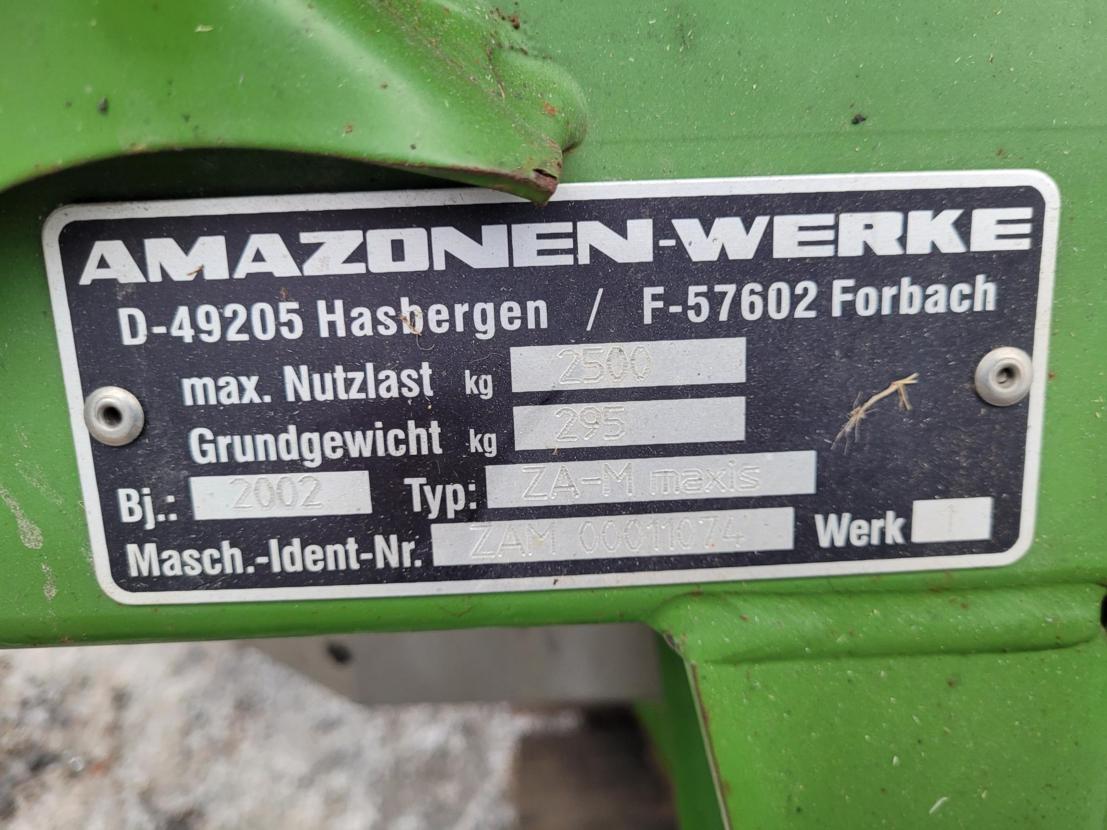 AMAZONEN-WERKE
D-49205 Hasbergen / F-57602 Forbach
max. Nutzlast kg 2500
Grundgewicht kg 295
Bj.: 2002 Typ: ZA-M maxis
Masch.-Ident-Nr. ZAM 00011074 Werk 1